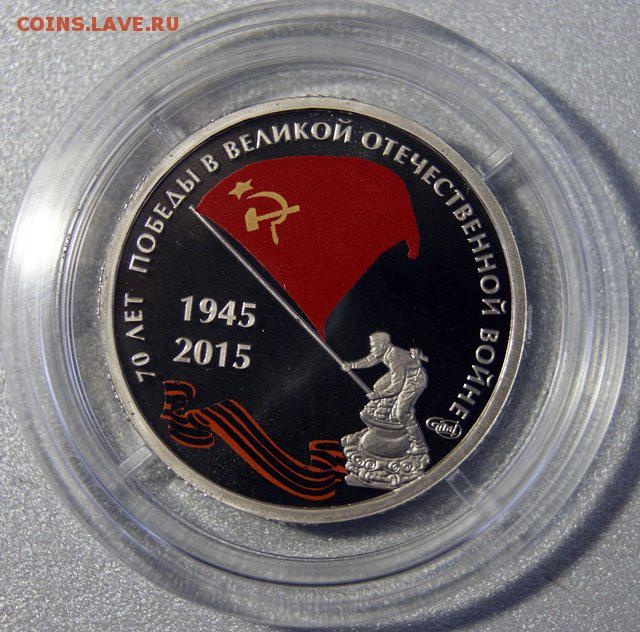 COINS.LAVE.RU
70 ЛЕТ ПОБЕДЫ В ВЕЛИКОЙ ОТЕЧЕСТВЕННОЙ ВОЙНЕ
1945
2015